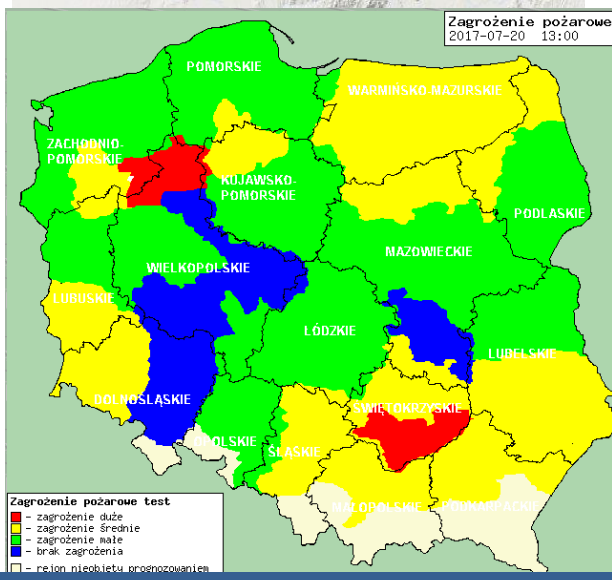 Zagrożenie pożarowe
2017-07-20 13:00
POMORSKIE
WARMIŃSKO-MAZURSKIE
ZACHODNIO-
POMORSKIE
KUJAWSKO-
POMORSKIE
PODLASKIE
MAZOWIECKIE
WIELKOPOLSKIE
LUBUSKIE
ŁÓDZKIE
LUBELSKIE
DOLNOŚLĄSKIE
ŚWIĘTOKRZYSKIE
OPOLSKIE
ŚLĄSKIE
MAŁOPOLSKIE
PODKARPACKIE
Zagrożenie pożarowe test
- zagrożenie duże
- zagrożenie średnie
- zagrożenie małe
- brak zagrożenia
- rejon nieobjęty prognozowaniem